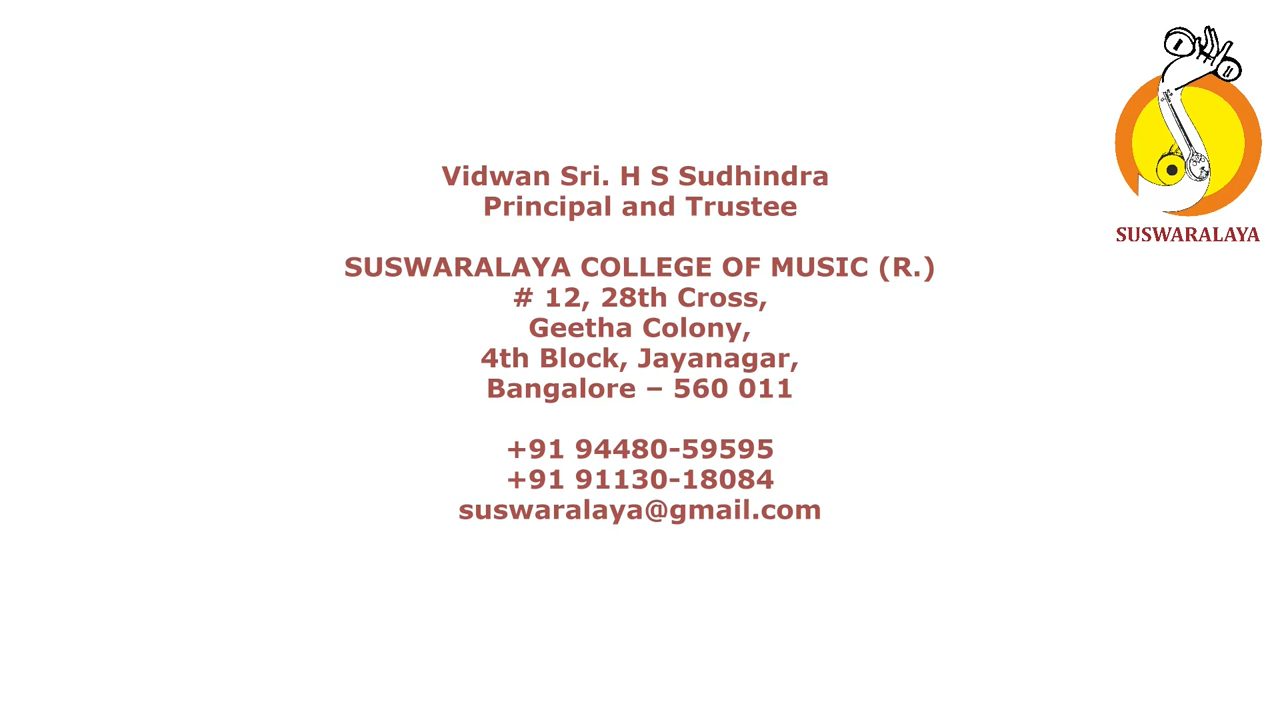 Vidwan Sri. H S Sudhindra
Principal and Trustee
SUSWARALAYA
SUSWARALAYA COLLEGE OF MUSIC (R.)
# 12, 28th Cross,
Geetha Colony,
4th Block, Jayanagar,
Bangalore – 560 011
+91 94480-59595
+91 91130-18084
suswaralaya@gmail.com